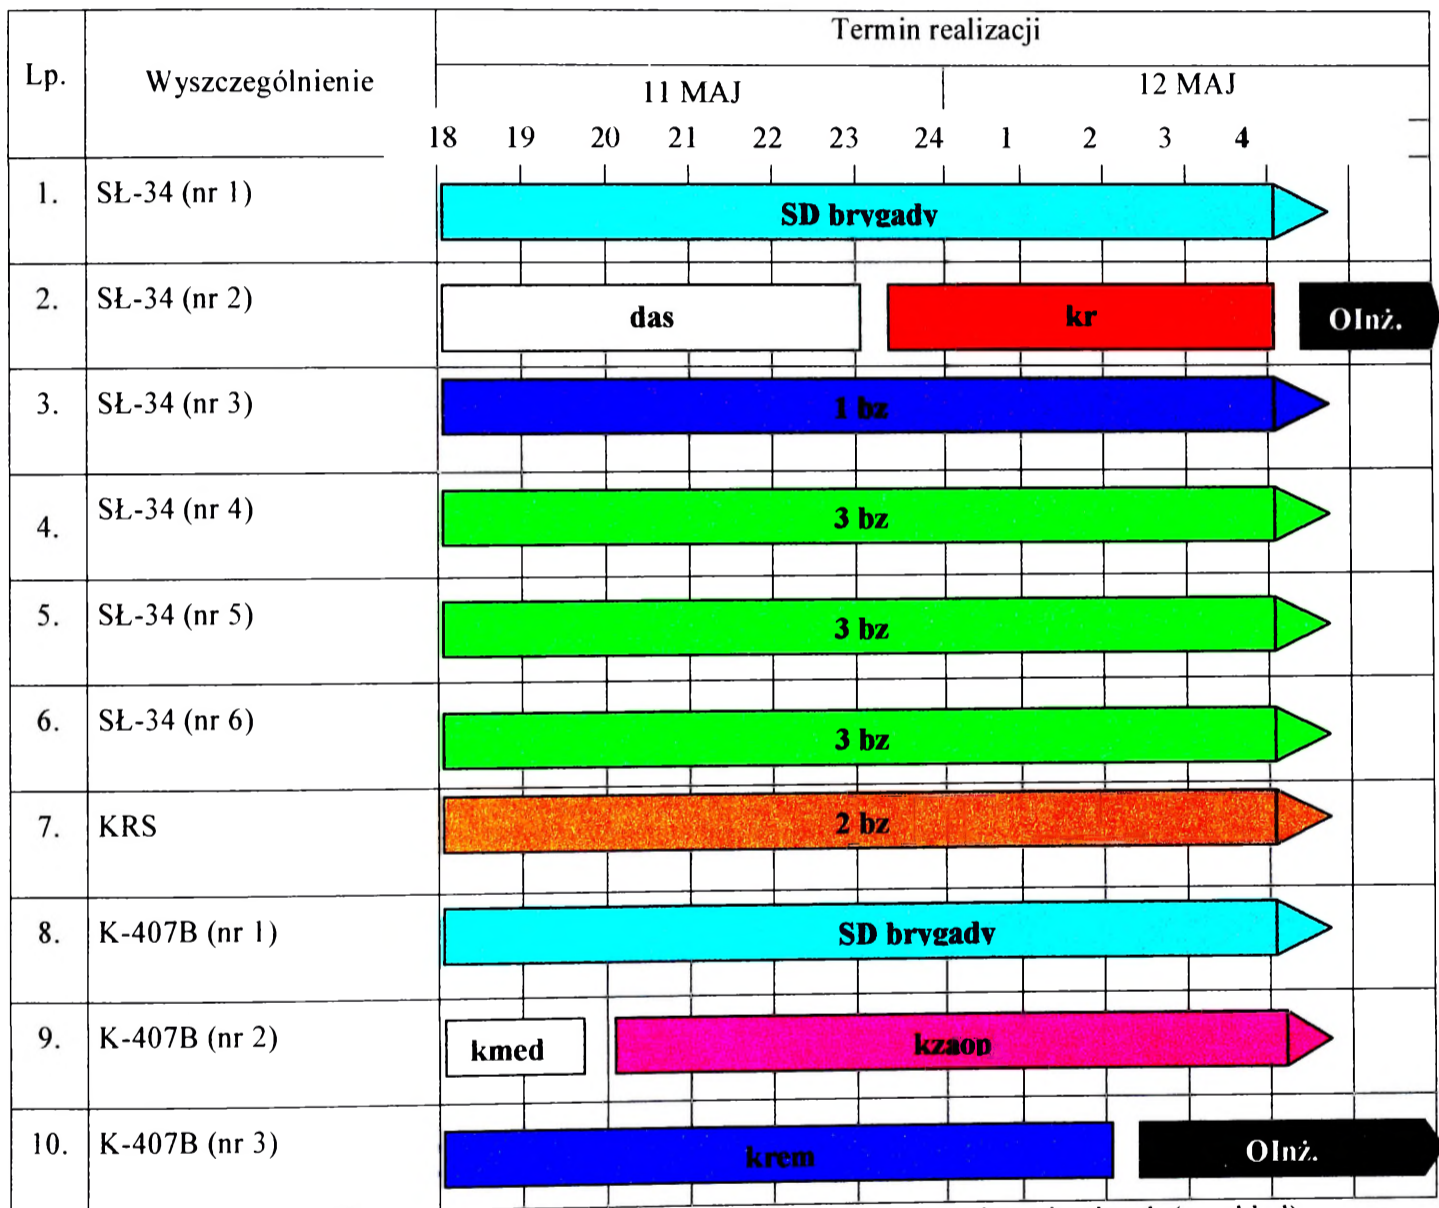 Termin realizacji
Lp. Wyszczególnienie
11 MAJ 12 MAJ
18 19 20 21 22 23 24 1 2 3 4
1. SŁ-34 (nr 1) SD brygady
2. SŁ-34 (nr 2) das kr OInż.
3. SŁ-34 (nr 3) 1 bz
4. SŁ-34 (nr 4) 3 bz
5. SŁ-34 (nr 5) 3 bz
6. SŁ-34 (nr 6) 3 bz
7. KRS 2 bz
8. K-407B (nr 1) SD brygady
9. K-407B (nr 2) kmed kzaop
10. K-407B (nr 3) krem OInż.